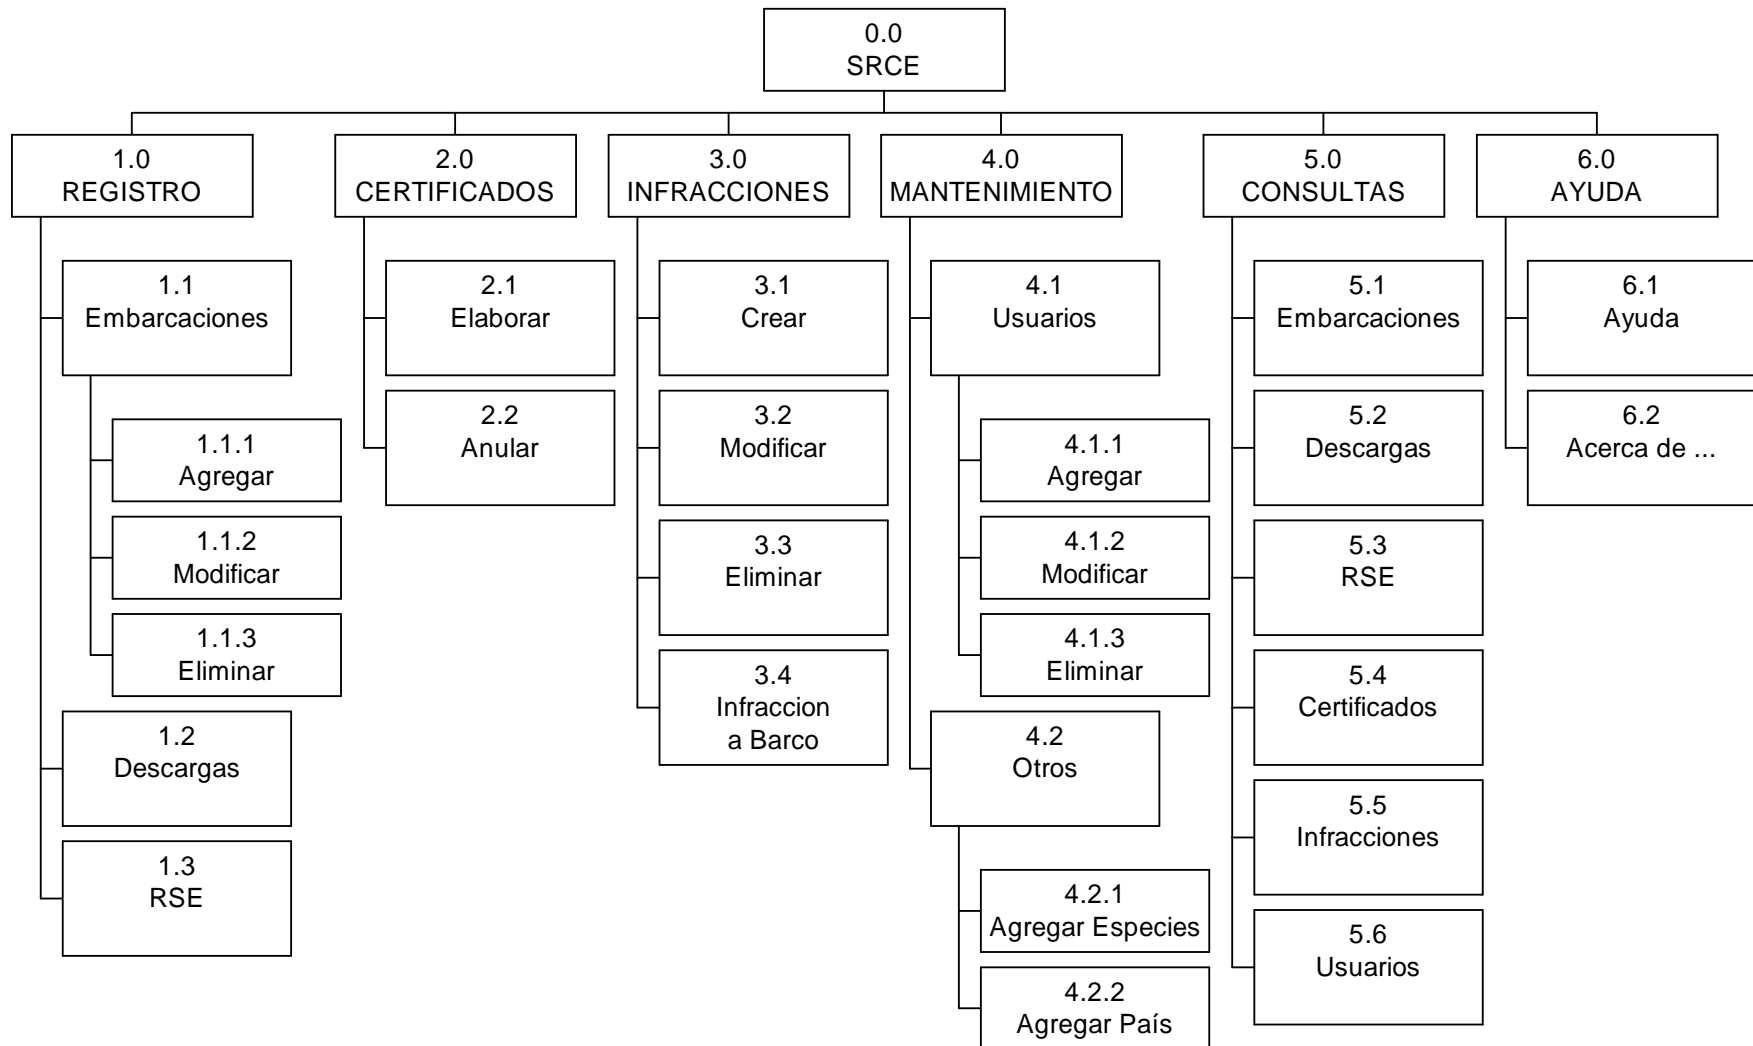 0.0
SRCE
1.0
REGISTRO
1.1
Embarcaciones
1.1.1
Agregar
1.1.2
Modificar
1.1.3
Eliminar
1.2
Descargas
1.3
RSE
2.0
CERTIFICADOS
2.1
Elaborar
2.2
Anular
3.0
INFRACCIONES
3.1
Crear
3.2
Modificar
3.3
Eliminar
3.4
Infraccion
a Barco
4.0
MANTENIMIENTO
4.1
Usuarios
4.1.1
Agregar
4.1.2
Modificar
4.1.3
Eliminar
4.2
Otros
4.2.1
Agregar Especies
4.2.2
Agregar País
5.0
CONSULTAS
5.1
Embarcaciones
5.2
Descargas
5.3
RSE
5.4
Certificados
5.5
Infracciones
5.6
Usuarios
6.0
AYUDA
6.1
Ayuda
6.2
Acerca de ...